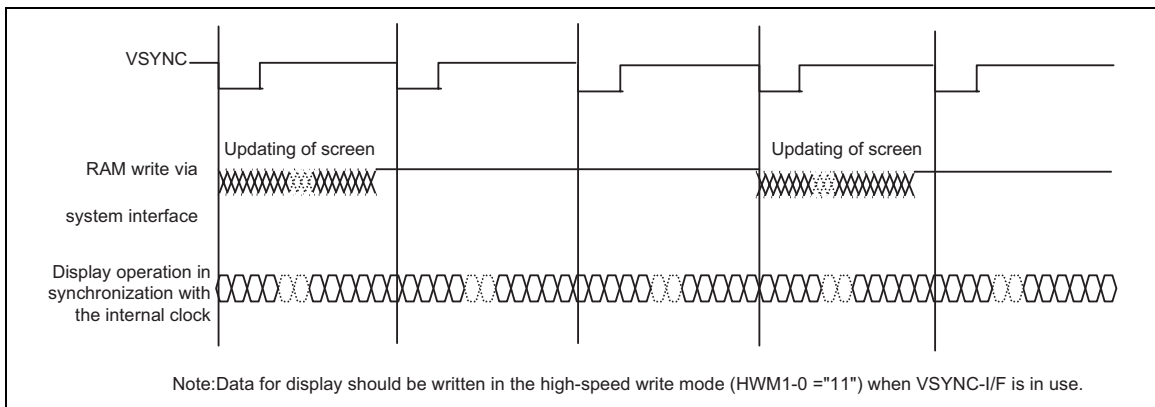 VSYNC
Updating of screen
Updating of screen
RAM write via
system interface
Display operation in
synchronization with
the internal clock
Note:Data for display should be written in the high-speed write mode (HWM1-0 ="11") when VSYNC-I/F is in use.